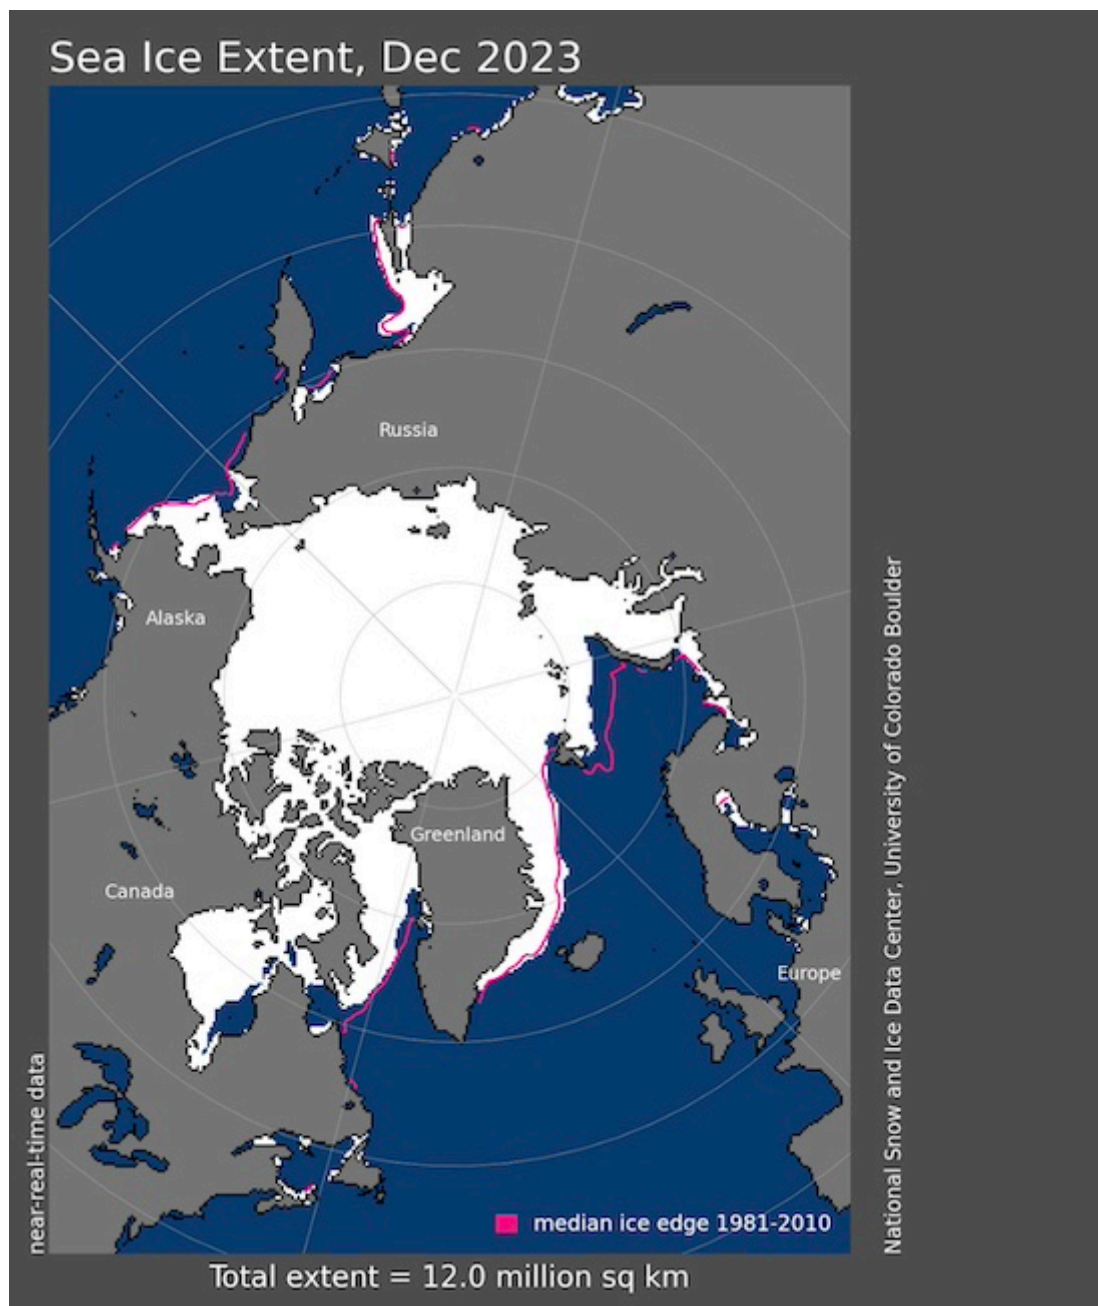 Sea Ice Extent, Dec 2023
Russia
Alaska
Greenland
Canada
Europe
near-real-time data
National Snow and Ice Data Center, University of Colorado Boulder
median ice edge 1981-2010
Total extent = 12.0 million sq km